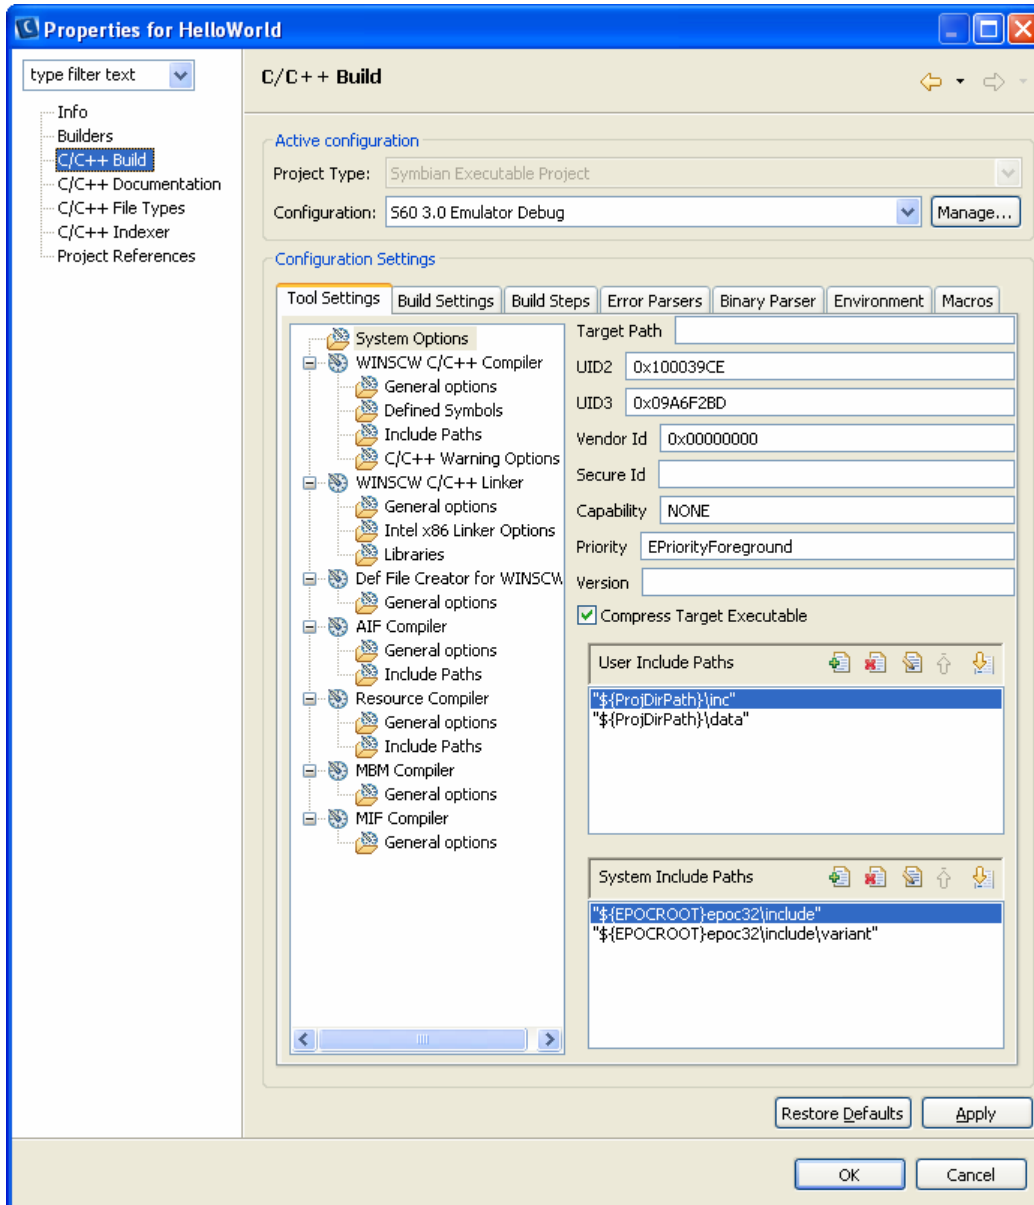 Properties for HelloWorld
type filter text
Info
Builders
C/C++ Build
C/C++ Documentation
C/C++ File Types
C/C++ Indexer
Project References
C/C++ Build
Active configuration
Project Type: Symbian Executable Project
Configuration: S60 3.0 Emulator Debug Manage...
Configuration Settings
Tool Settings Build Settings Build Steps Error Parsers Binary Parser Environment Macros
System Options
WINSCW C/C++ Compiler
General options
Defined Symbols
Include Paths
C/C++ Warning Options
WINSCW C/C++ Linker
General options
Intel x86 Linker Options
Libraries
Def File Creator for WINSCW
General options
AIF Compiler
General options
Include Paths
Resource Compiler
General options
Include Paths
MBM Compiler
General options
MIF Compiler
General options
Target Path
UID2 0x100039CE
UID3 0x09A6F2BD
Vendor Id 0x00000000
Secure Id
Capability NONE
Priority EPriorityForeground
Version
Compress Target Executable
User Include Paths
"${ProjDirPath}\inc"
"${ProjDirPath}\data"
System Include Paths
"${EPOCROOT}epoc32\include"
"${EPOCROOT}epoc32\include\variant"
Restore Defaults Apply
OK Cancel